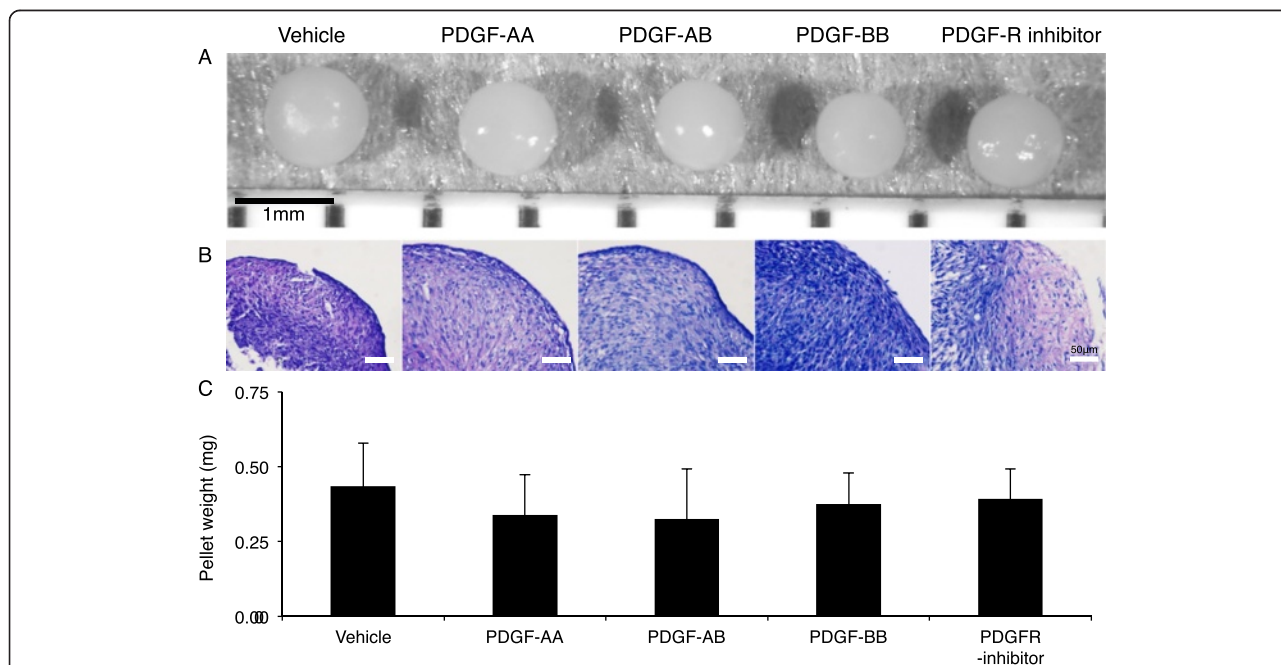 Vehicle PDGF-AA PDGF-AB PDGF-BB PDGF-R inhibitor
A
1mm
B
50µm
C
Pellet weight (mg)
0.75
0.50
0.25
0.00
Vehicle PDGF-AA PDGF-AB PDGF-BB PDGFR
-inhibitor